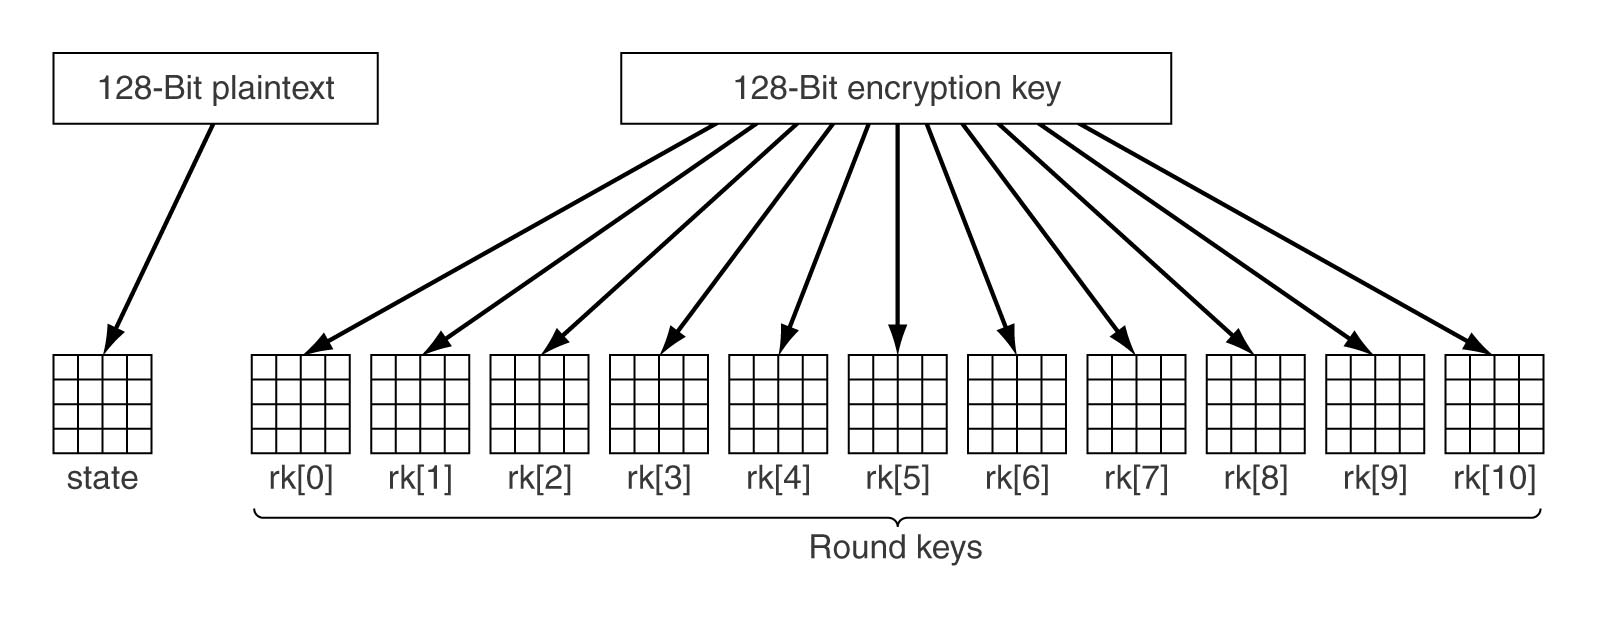 128-Bit plaintext
128-Bit encryption key
state
rk[0]
rk[1]
rk[2]
rk[3]
rk[4]
rk[5]
rk[6]
rk[7]
rk[8]
rk[9]
rk[10]
Round keys